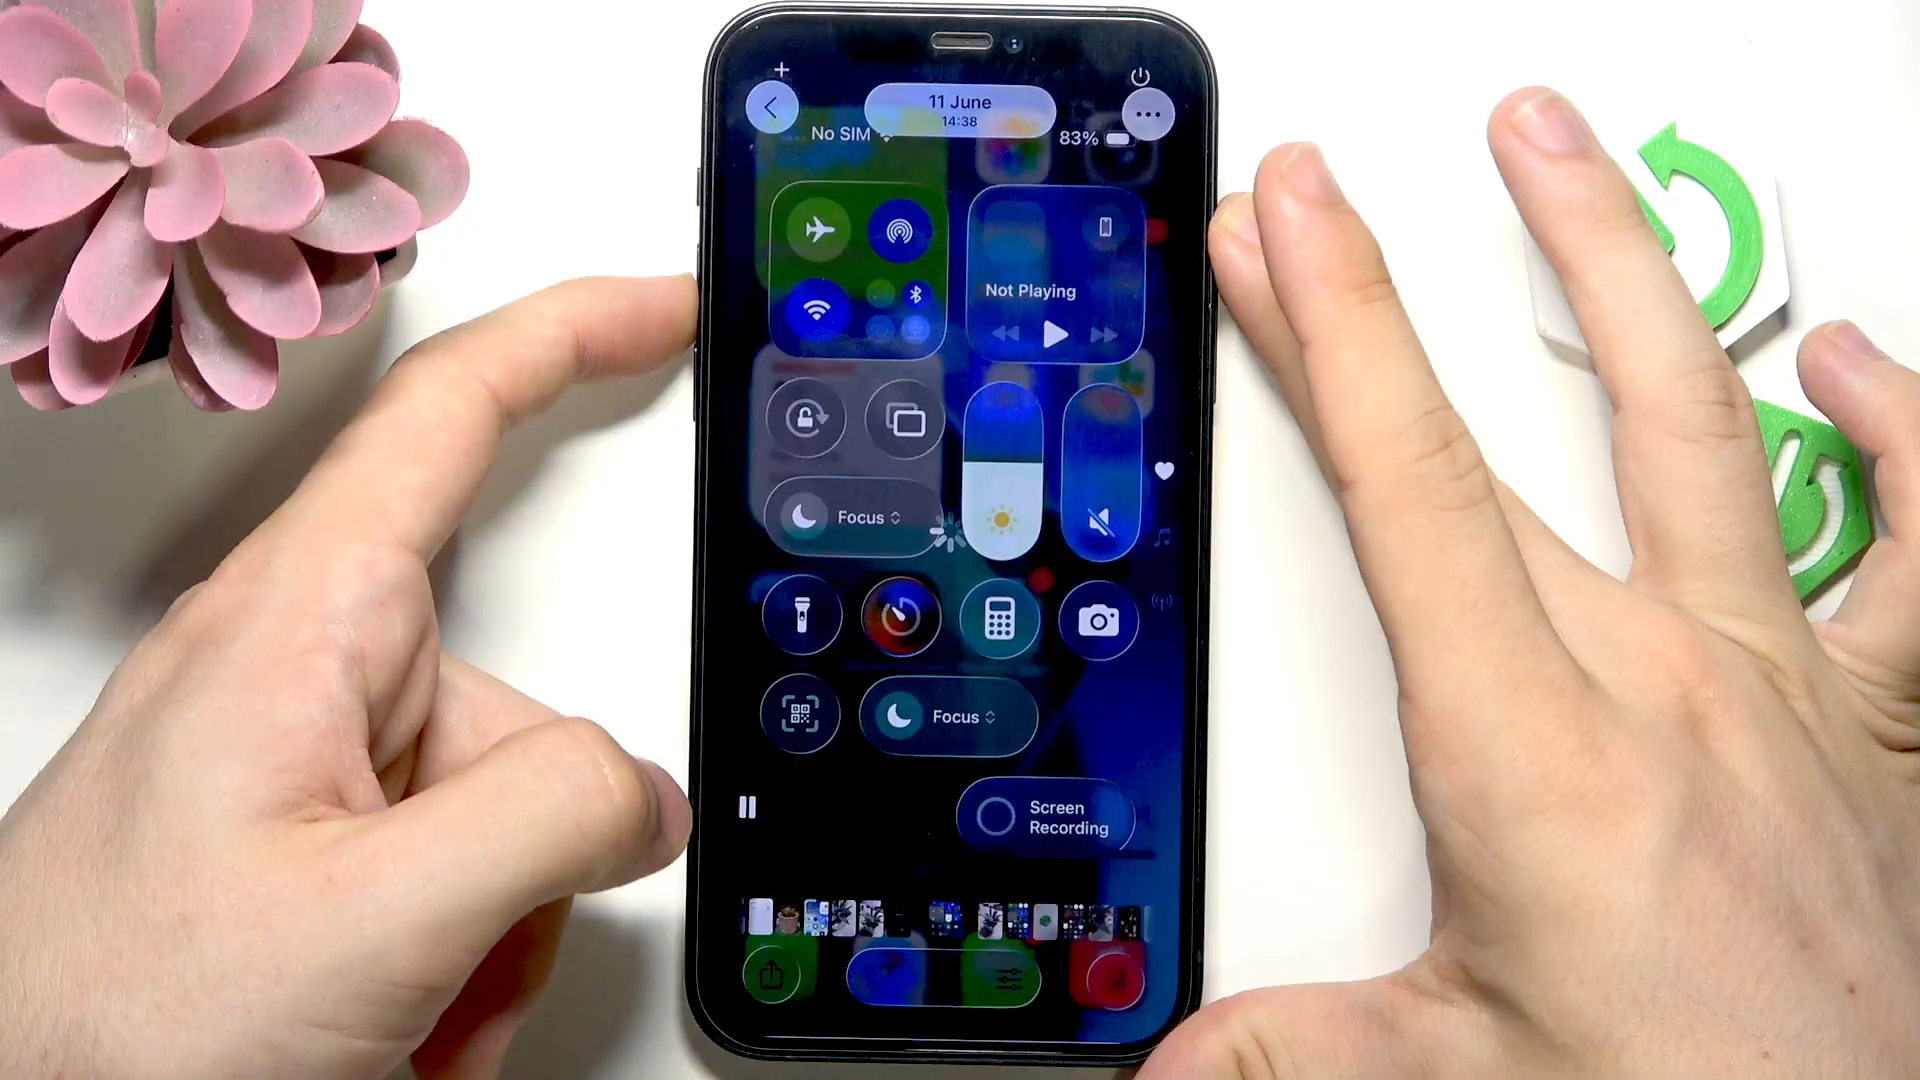 11 June
14:38
No SIM
83%
Not Playing
Focus
Focus
Screen
Recording